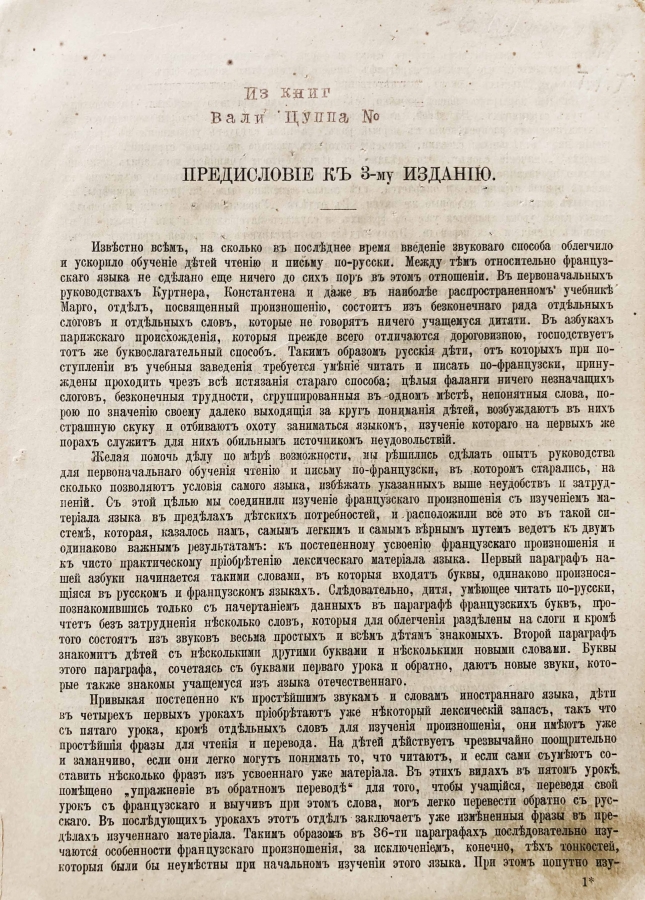 Из книг
Вали Цуппа №
ПРЕДИСЛОВІЕ КЪ 3-му ИЗДАНІЮ.
Извѣстно всѣмъ, на сколько въ послѣднее время введеніе звуковаго способа облегчило
и ускорило обученіе дѣтей чтенію и письму по-русски. Между тѣмъ относительно француз-
скаго языка не сдѣлано еще ничего до сихъ поръ въ этомъ отношеніи. Въ первоначальныхъ
руководствахъ Куртнера, Константена и даже въ наиболѣе распространенномъ учебникѣ
Марго, отдѣлъ, посвященный произношенію, состоитъ изъ безконечнаго ряда отдѣльныхъ
слоговъ и отдѣльныхъ словъ, которые не говорятъ ничего учащемуся дитяти. Въ азбукахъ
парижскаго происхожденія, которыя прежде всего отличаются дороговизною, господствуетъ
тотъ же буквослагательный способъ. Такимъ образомъ русскія дѣти, отъ которыхъ при по-
ступленіи въ учебныя заведенія требуется умѣніе читать и писать по-французски, прину-
ждены проходить чрезъ всѣ истязанія стараго способа; цѣлыя фаланги ничего незначащихъ
слоговъ, безконечныя трудности, сгруппированныя въ одномъ мѣстѣ, непонятныя слова, по-
рою по значенію своему далеко выходящія за кругъ пониманія дѣтей, возбуждаютъ въ нихъ
страшную скуку и отбиваютъ охоту заниматься языкомъ, изученіе котораго на первыхъ же
порахъ служитъ для нихъ обильнымъ источникомъ неудовольствій.
Желая помочь дѣлу по мѣрѣ возможности, мы рѣшились сдѣлать опытъ руководства
для первоначальнаго обученія чтенію и письму по-французски, въ которомъ старались, на
сколько позволяютъ условія самого языка, избѣжать указанныхъ выше неудобствъ и затруд-
неній. Съ этой цѣлью мы соединили изученіе французскаго произношенія съ изученіемъ ма-
теріала языка въ предѣлахъ дѣтскихъ потребностей, и расположили все это въ такой си-
стемѣ, которая, казалось намъ, самымъ легкимъ и самымъ вѣрнымъ путемъ ведетъ къ двумъ
одинаково важнымъ результатамъ: къ постепенному усвоенію французскаго произношенія и
къ чисто практическому пріобрѣтенію лексическаго матеріала языка. Первый параграфъ на-
шей азбуки начинается такими словами, въ которыя входятъ буквы, одинаково произнося-
щіяся въ русскомъ и французскомъ языкахъ. Слѣдовательно, дитя, умѣющее читать по-русски,
познакомившись только съ начертаніемъ данныхъ въ параграфѣ французскихъ буквъ, про-
чтетъ безъ затрудненія нѣсколько словъ, которыя для облегченія раздѣлены на слоги и кромѣ
того состоятъ изъ звуковъ весьма простыхъ и всѣмъ дѣтямъ знакомыхъ. Второй параграфъ
знакомитъ дѣтей съ нѣсколькими другими буквами и нѣсколькими новыми словами. Буквы
этого параграфа, сочетаясь съ буквами перваго урока и обратно, даютъ новые звуки, кото-
рые также знакомы учащемуся изъ языка отечественнаго.
Привыкая постепенно къ простѣйшимъ звукамъ и словамъ иностраннаго языка, дѣти
въ четырехъ первыхъ урокахъ пріобрѣтаютъ уже нѣкоторый лексическій запасъ, такъ что
съ пятаго урока, кромѣ отдѣльныхъ словъ для изученія произношенія, они имѣютъ уже
простѣйшія фразы для чтенія и перевода. На дѣтей дѣйствуетъ чрезвычайно поощрительно
и заманчиво, если они легко могутъ понимать то, что читаютъ, и если сами съумѣютъ со-
ставить нѣсколько фразъ изъ усвоеннаго уже матеріала. Въ этихъ видахъ въ пятомъ урокѣ
помѣщено „упражненіе въ обратномъ переводѣ“ для того, чтобы учащійся, переведя свой
урокъ съ французскаго и выучивъ при этомъ слова, могъ легко перевести обратно съ рус-
скаго. Въ послѣдующихъ урокахъ этотъ отдѣлъ заключаетъ уже измѣненныя фразы въ пре-
дѣлахъ изученнаго матеріала. Такимъ образомъ въ 36-ти параграфахъ послѣдовательно изу-
чаются особенности французскаго произношенія, за исключеніемъ, конечно, тѣхъ тонкостей,
которыя были бы неумѣстны при начальномъ изученіи этого языка. При этомъ попутно изу-
1*